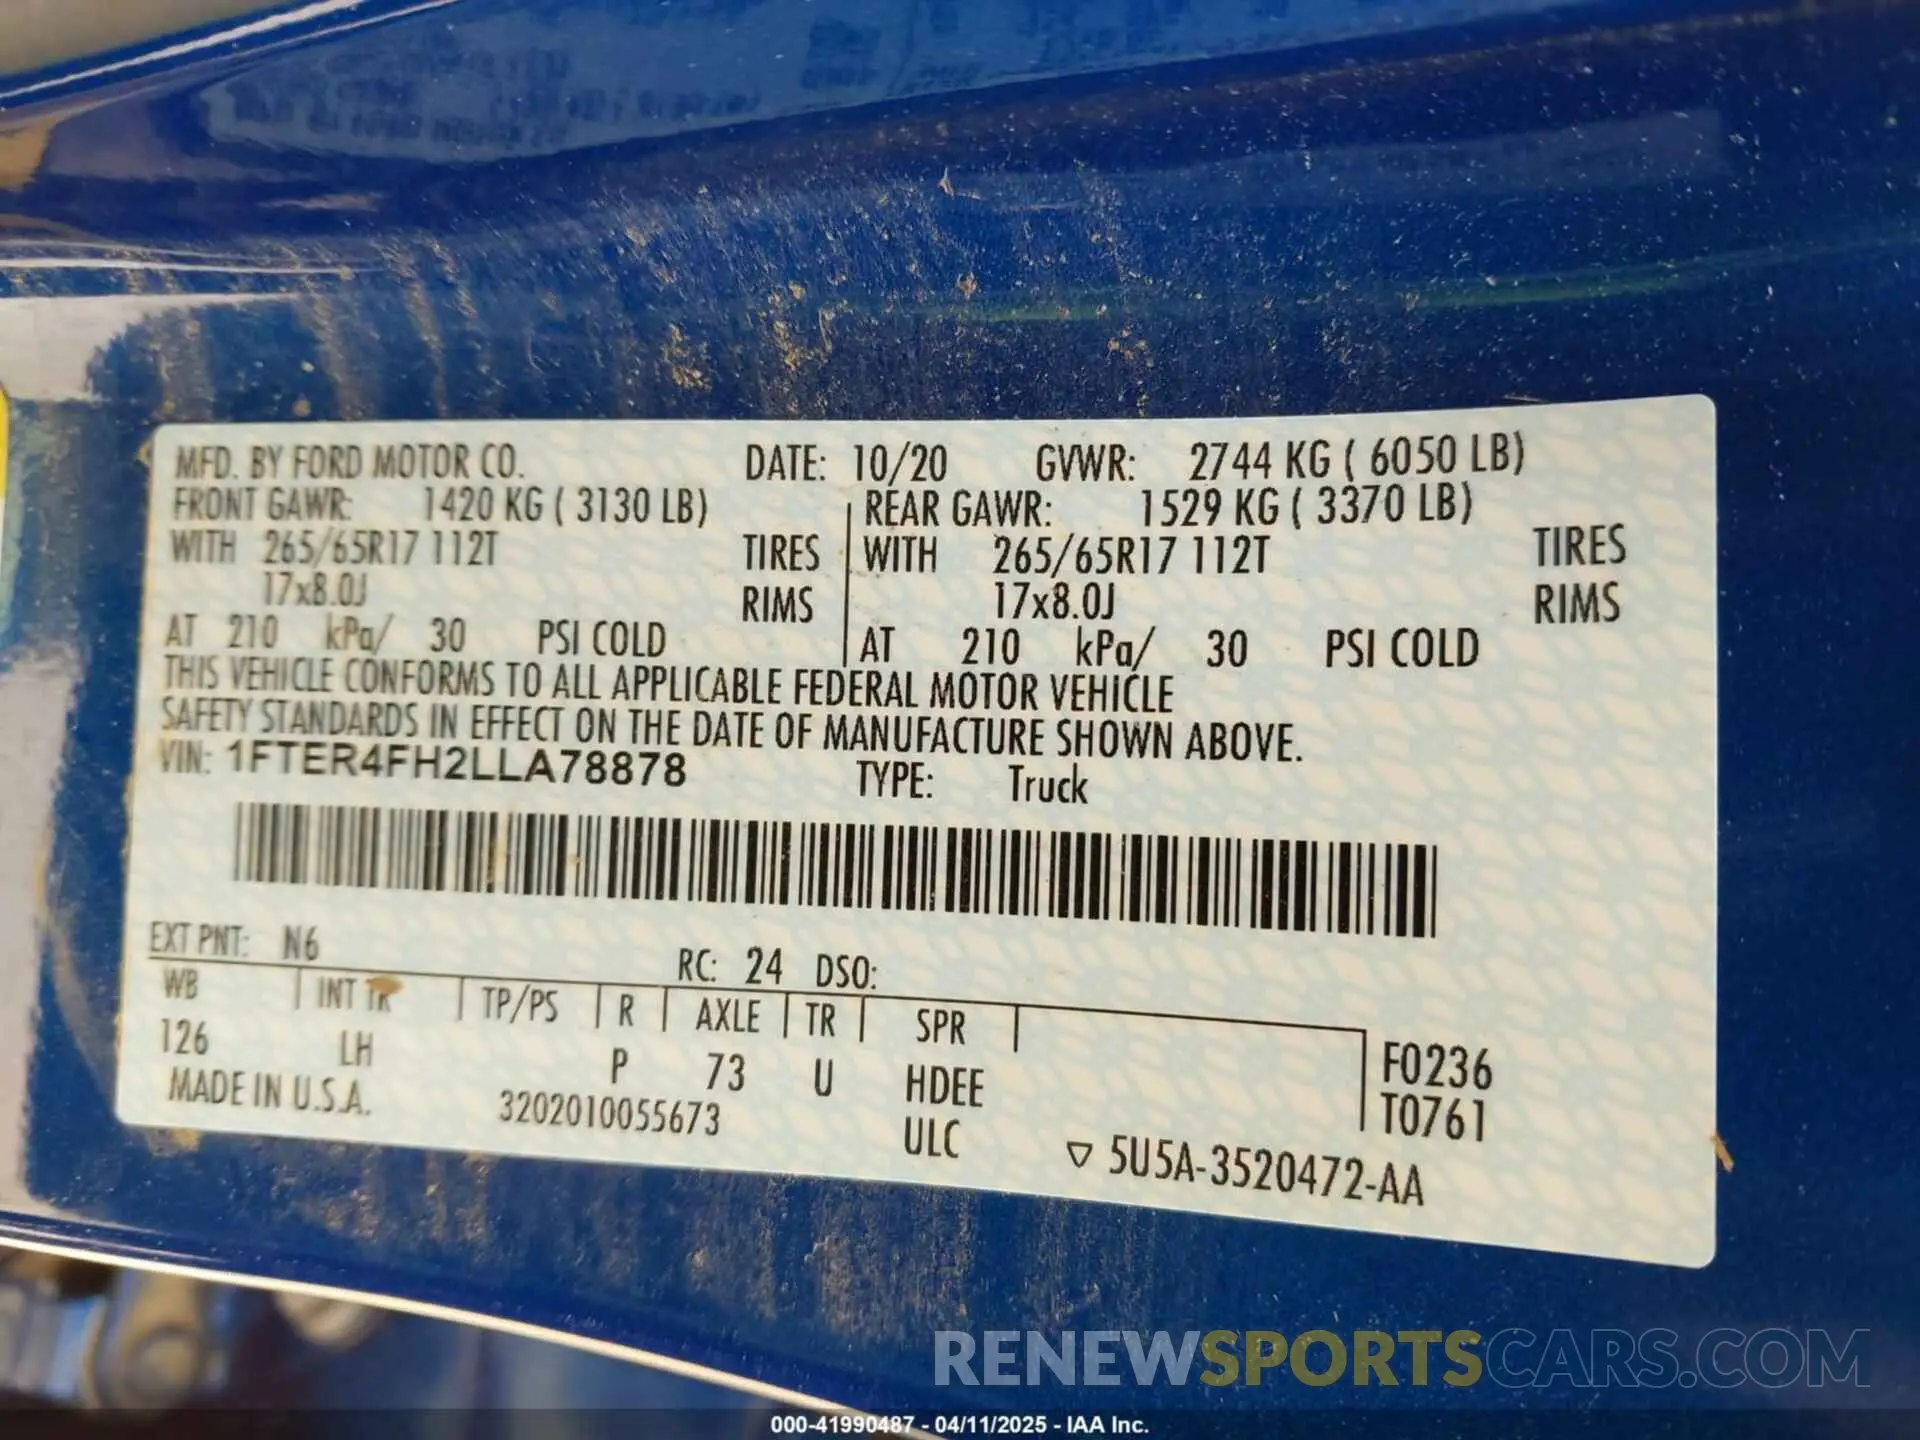 MFD. BY FORD MOTOR CO. DATE: 10/20 GVWR: 2744 KG ( 6050 LB)
FRONT GAWR: 1420 KG ( 3130 LB) REAR GAWR: 1529 KG ( 3370 LB)
WITH 265/65R17 112T TIRES WITH 265/65R17 112T TIRES
17x8.0J RIMS 17x8.0J RIMS
AT 210 kPa/ 30 PSI COLD AT 210 kPa/ 30 PSI COLD
THIS VEHICLE CONFORMS TO ALL APPLICABLE FEDERAL MOTOR VEHICLE
SAFETY STANDARDS IN EFFECT ON THE DATE OF MANUFACTURE SHOWN ABOVE.
VIN: 1FTER4FH2LLA78878 TYPE: Truck
EXT PNT: N6 RC: 24 DSO:
WB INT TR TP/PS R AXLE TR SPR
126 LH P 73 U HDEE F0236
MADE IN U.S.A. 3202010055673 ULC T0761
▽ 5U5A-3520472-AA
RENEWSPORTSCARS.COM
000-41990487 - 04/11/2025 - IAA Inc.